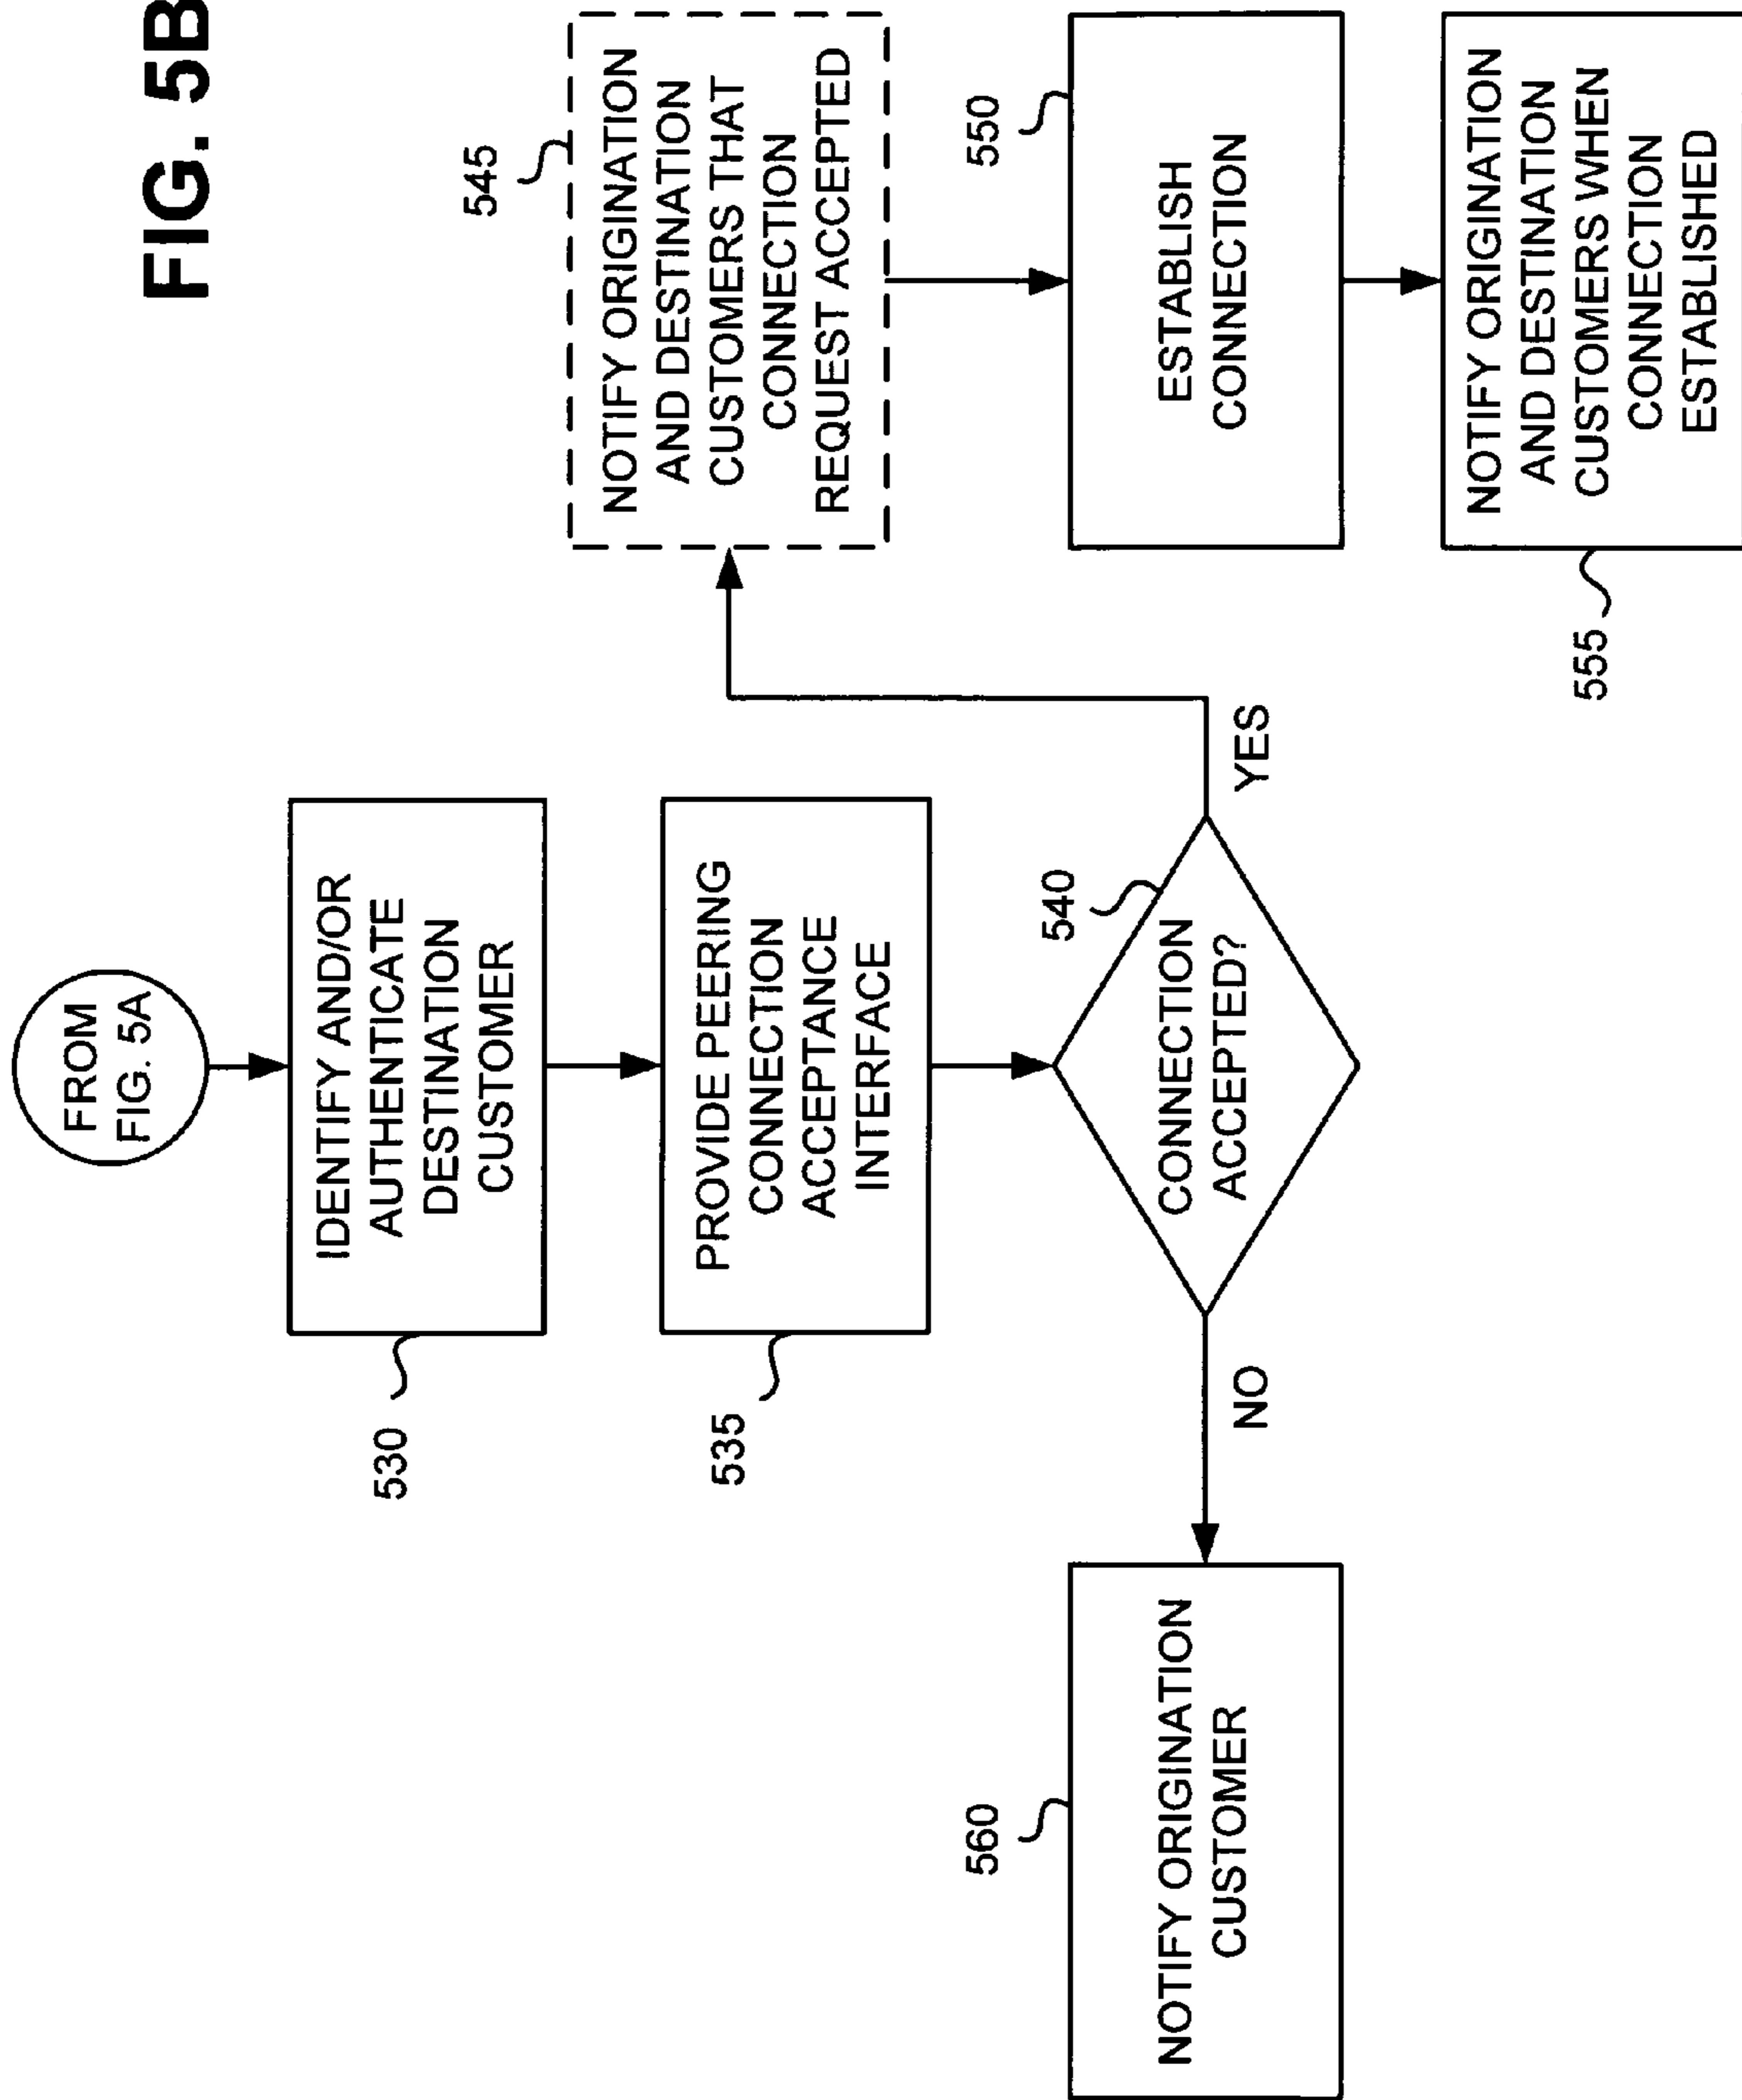 FIG. 5B
FROM
FIG. 5A
IDENTIFY AND/OR
AUTHENTICATE
DESTINATION
CUSTOMER
530
PROVIDE PEERING
CONNECTION
ACCEPTANCE
INTERFACE
535
CONNECTION
ACCEPTED?
540
YES
NO
545
NOTIFY ORIGINATION
AND DESTINATION
CUSTOMERS THAT
CONNECTION
REQUEST ACCEPTED
550
ESTABLISH
CONNECTION
NOTIFY ORIGINATION
AND DESTINATION
CUSTOMERS WHEN
CONNECTION
ESTABLISHED
555
560
NOTIFY ORIGINATION
CUSTOMER